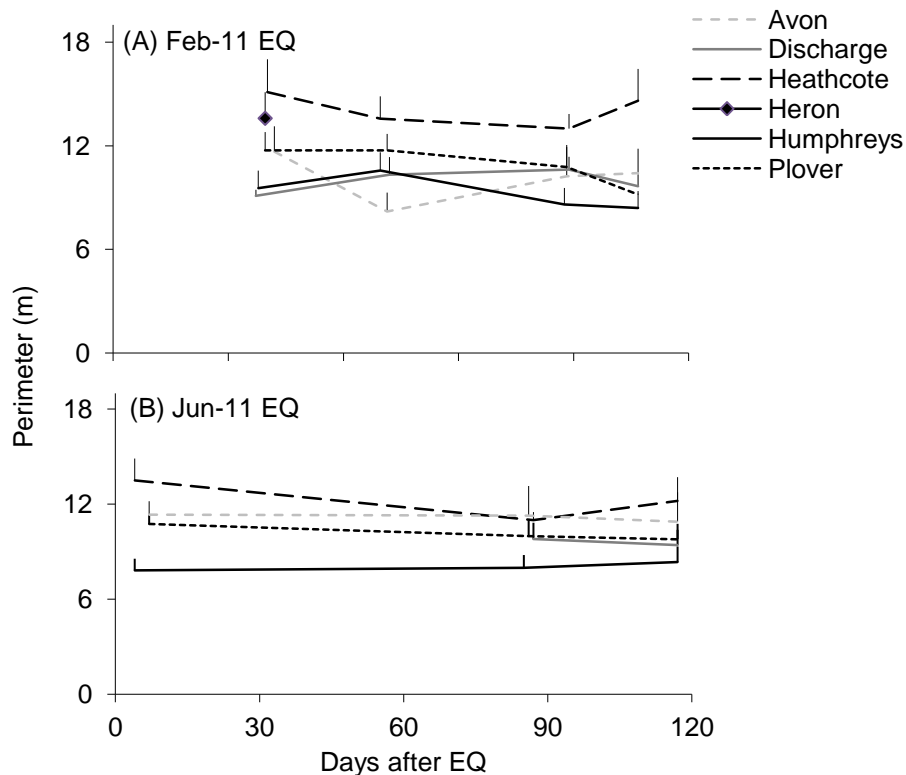 (A) Feb-11 EQ
18
12
6
0
Avon
Discharge
Heathcote
Heron
Humphreys
Plover
Perimeter (m)
(B) Jun-11 EQ
18
12
6
0
0 30 60 90 120
Days after EQ